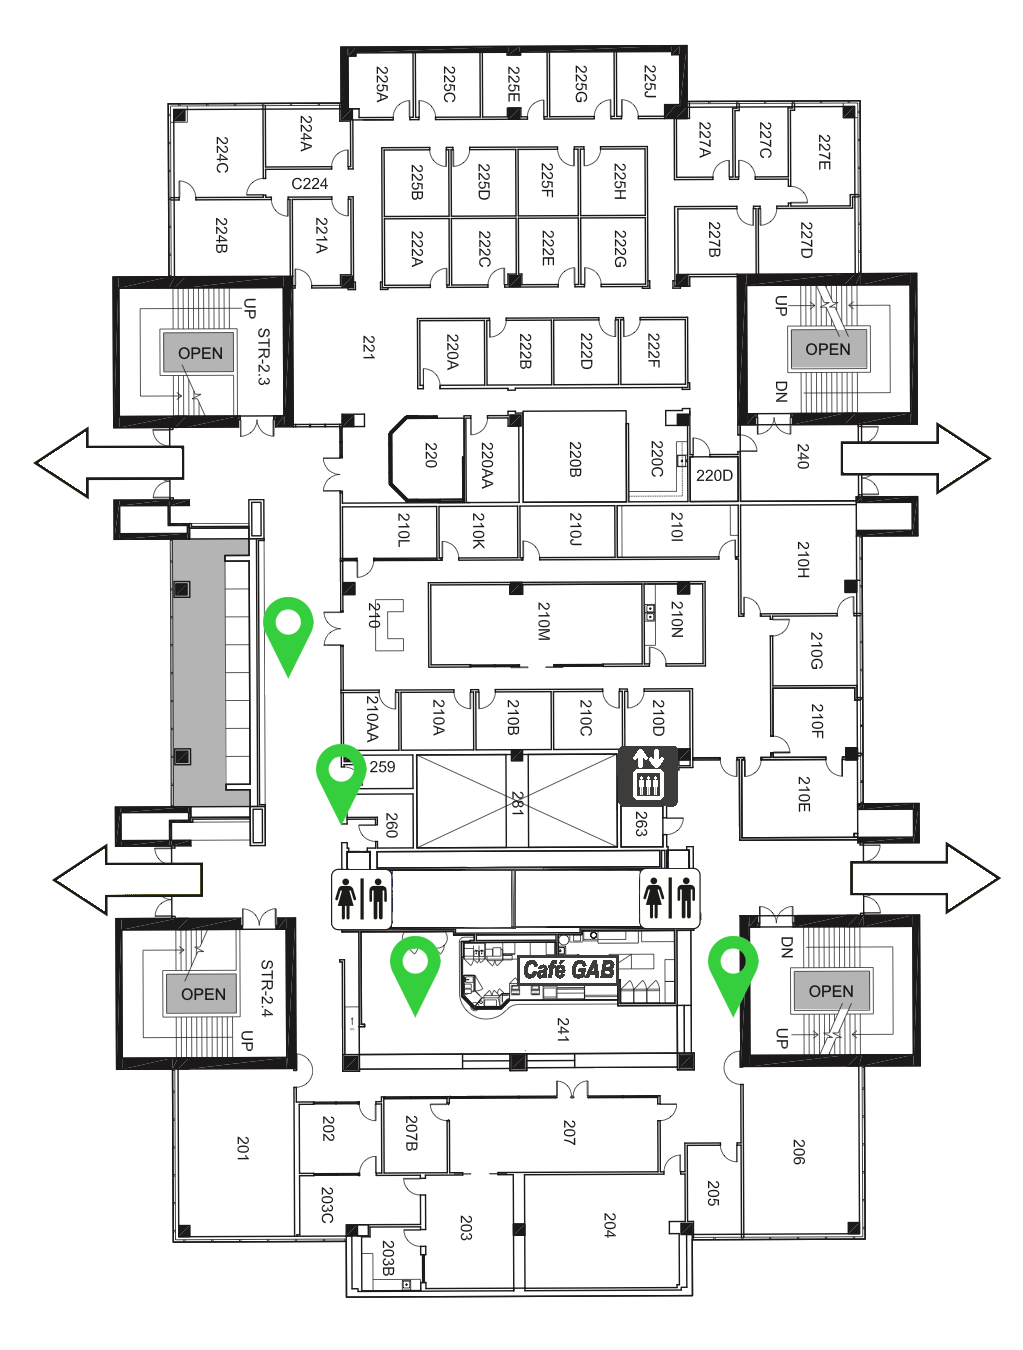 225A
225C
225E
225G
225J
224C
224A
227A
227C
227E
C224
225B
225D
225F
225H
224B
221A
222A
222C
222E
222G
227B
227D
UP
STR-2.3
OPEN
221
220A
222B
222D
222F
UP
OPEN
DN
220
220AA
220B
220C
220D
240
210L
210K
210J
210I
210H
210
210M
210N
210G
210AA
210A
210B
210C
210D
210F
259
281
260
263
210E
STR-2.4
OPEN
UP
Café GAB
241
DN
OPEN
UP
201
202
207B
207
206
203C
203
204
205
203B